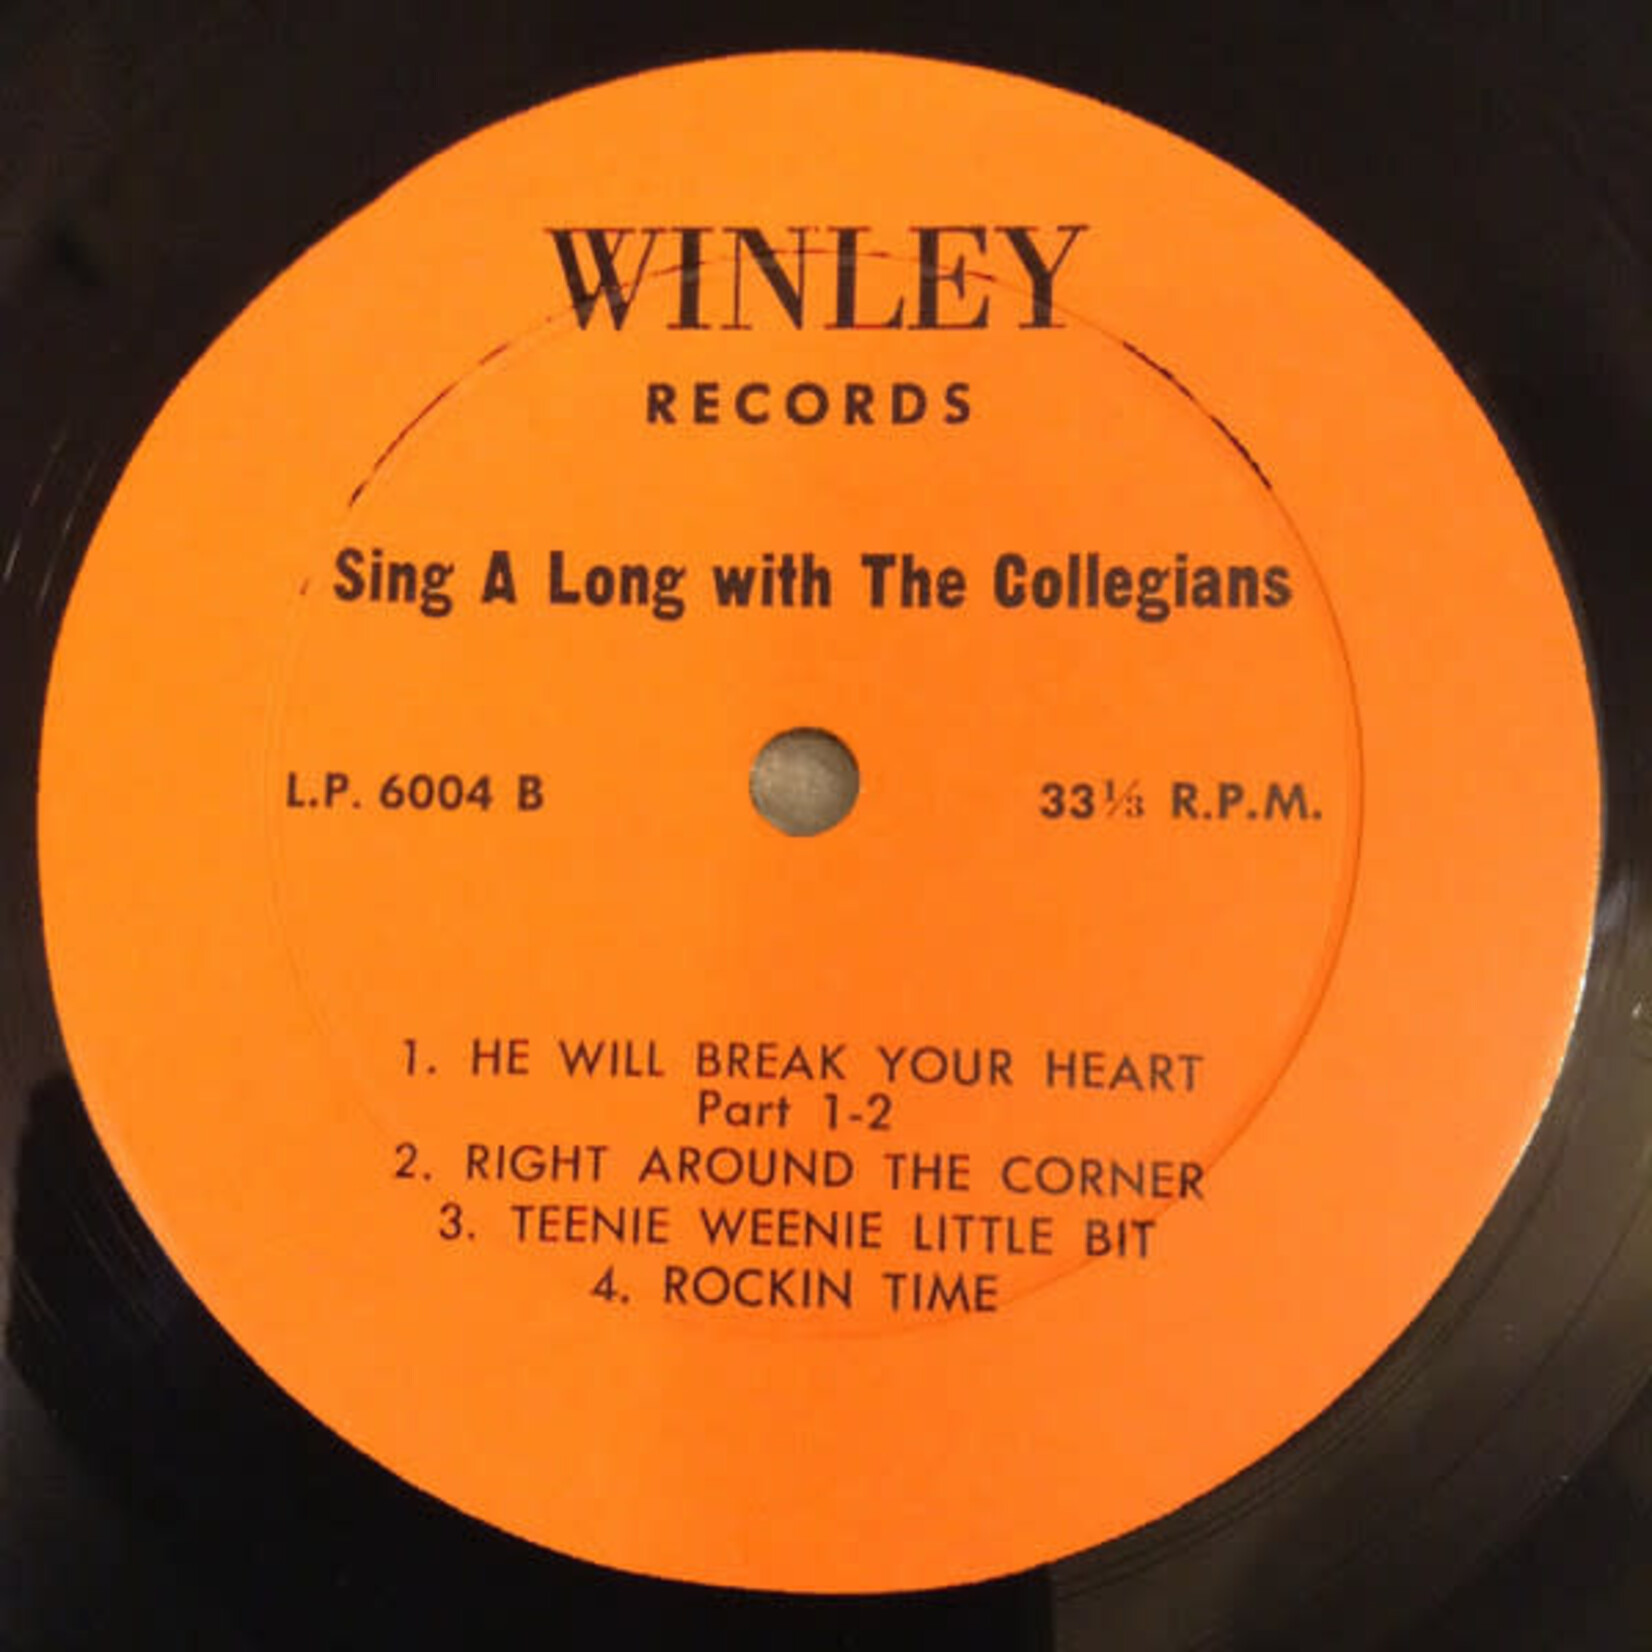 WINLEY
RECORDS
Sing A Long with The Collegians
L.P. 6004 B
33⅓ R.P.M.
1. HE WILL BREAK YOUR HEART
Part 1-2
2. RIGHT AROUND THE CORNER
3. TEENIE WEENIE LITTLE BIT
4. ROCKIN TIME